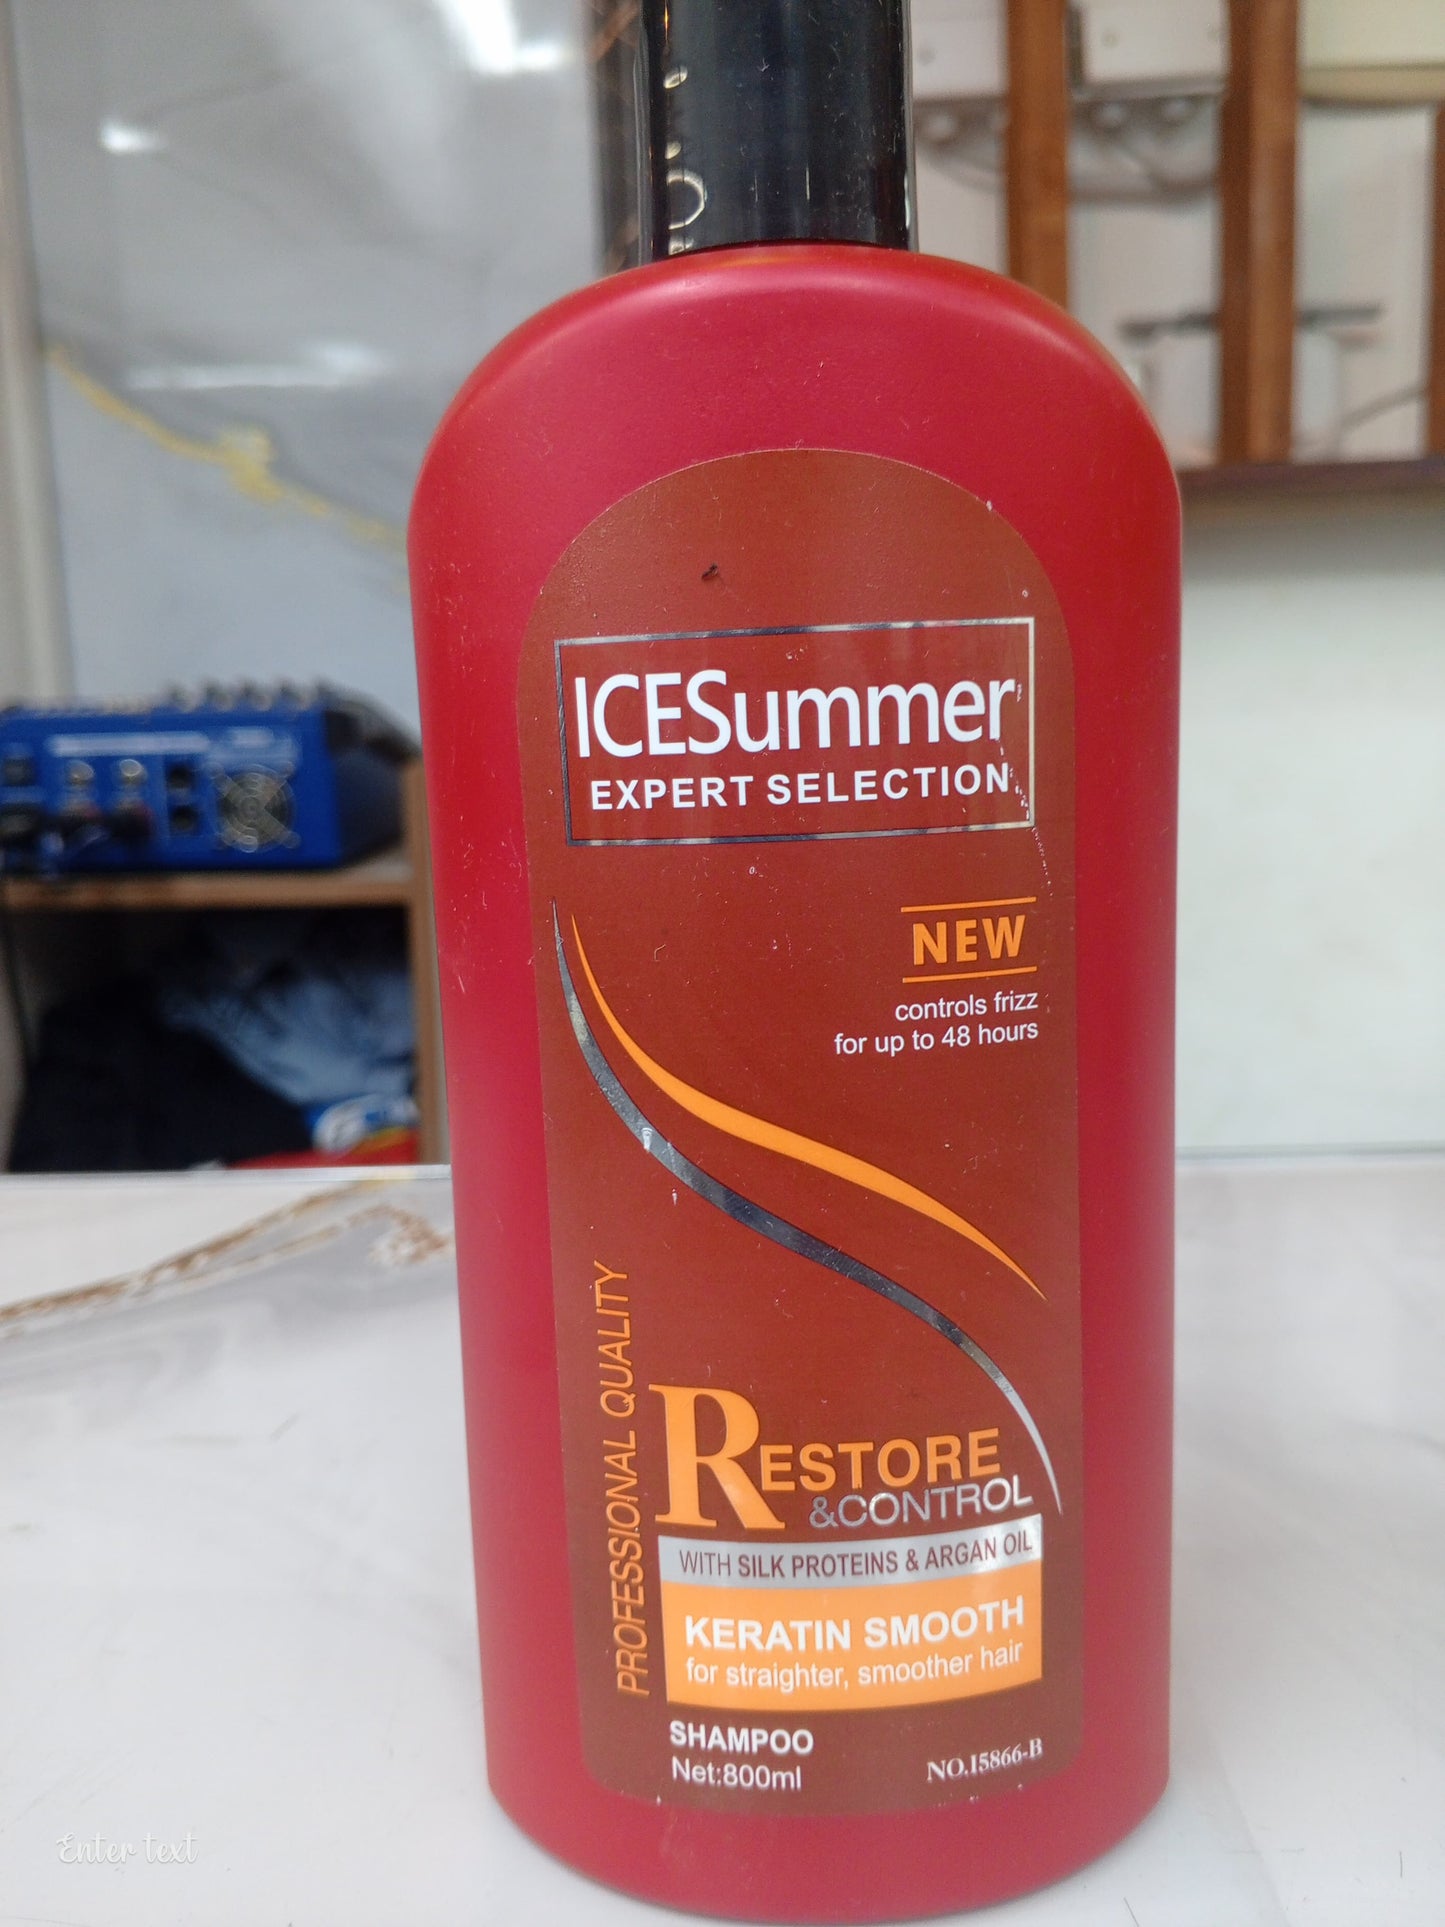 ICESummer
EXPERT SELECTION
NEW
controls frizz
for up to 48 hours
PROFESSIONAL QUALITY
RESTORE
&CONTROL
WITH SILK PROTEINS & ARGAN OIL
KERATIN SMOOTH
for straighter, smoother hair
SHAMPOO
Net:800ml
NO.15866-B
Enter text